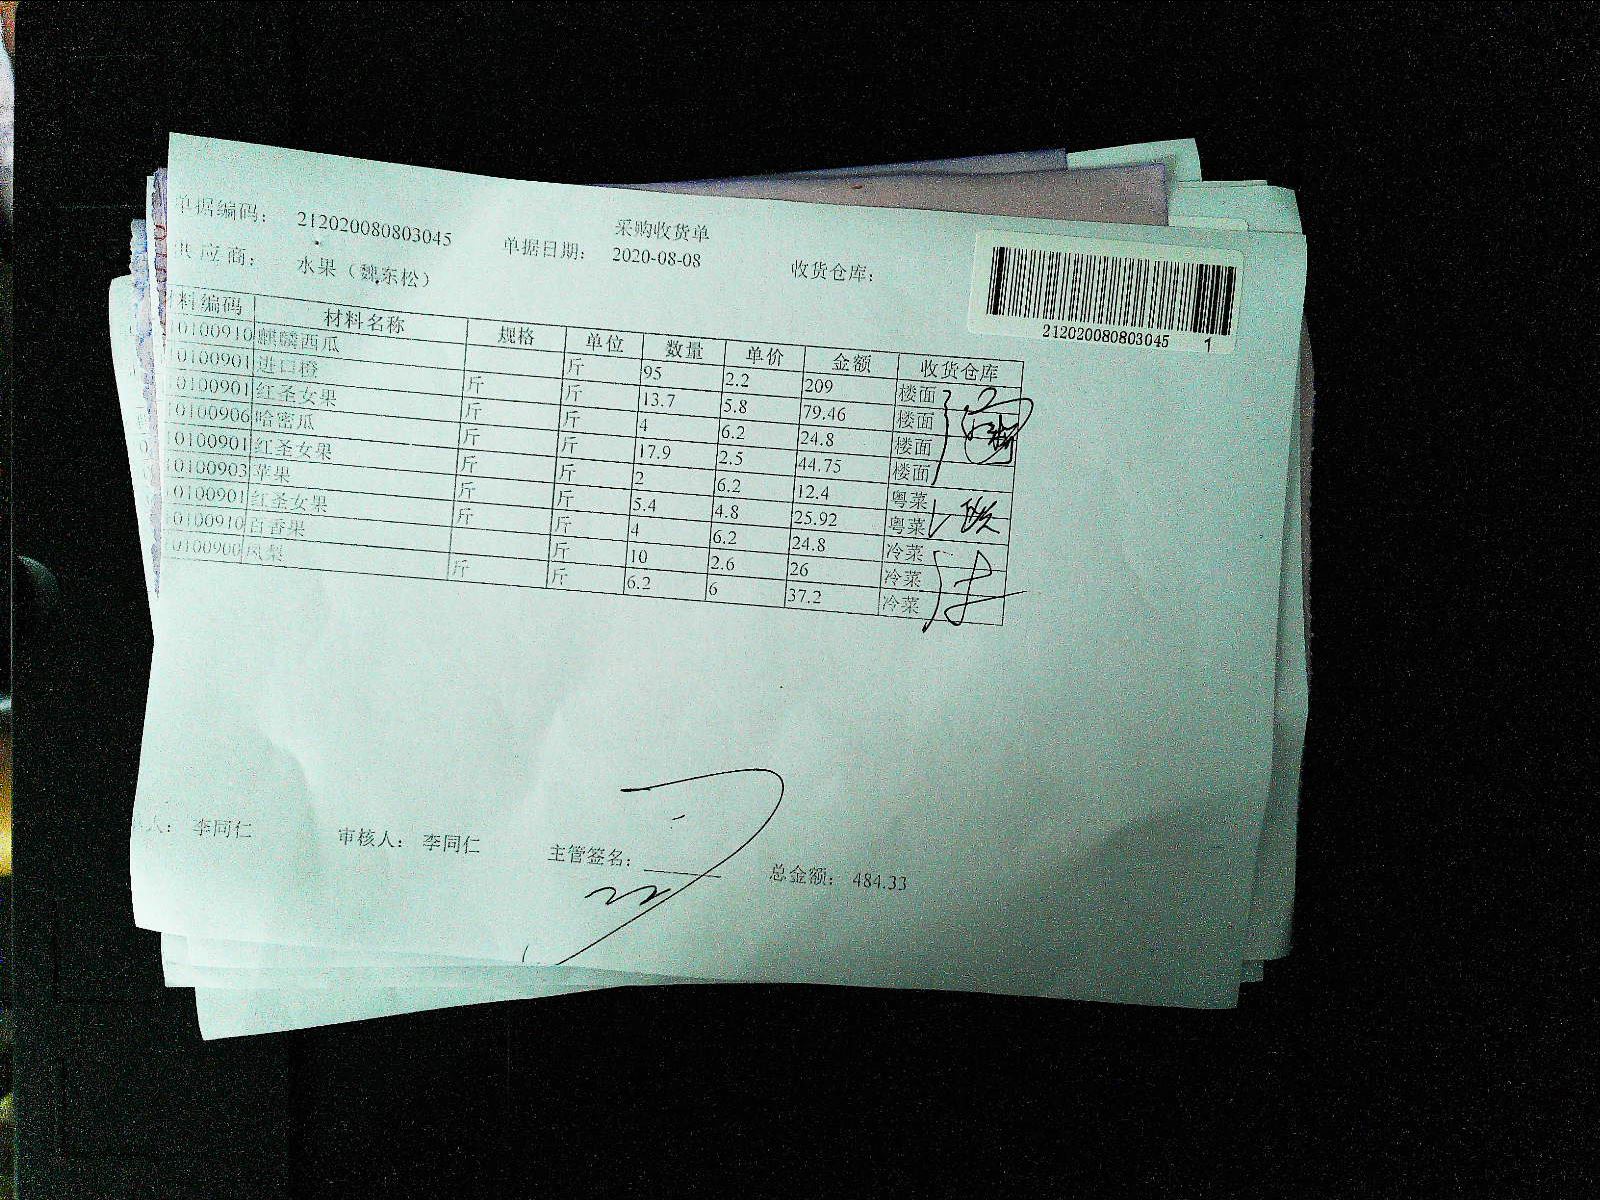 采购收货单
单据编码: 212020080803045 单据日期: 2020-08-08 收货仓库:
供应商: 水果（魏东松）
212020080803045 1
料编码 材料名称 规格 单位 数量 单价 金额 收货仓库
0100910 麒麟西瓜 斤 95 2.2 209 楼面
0100901 进口橙 斤 斤 13.7 5.8 79.46 楼面
0100901 红圣女果 斤 斤 4 6.2 24.8 楼面
0100906 哈密瓜 斤 斤 17.9 2.5 44.75 楼面
0100901 红圣女果 斤 斤 2 6.2 12.4 粤菜
0100903 苹果 斤 斤 5.4 4.8 25.92 粤菜
0100901 红圣女果 斤 斤 4 6.2 24.8 冷菜
0100910 百香果 斤 10 2.6 26 冷菜
0100900 凤梨 斤 斤 6.2 6 37.2 冷菜
人: 李同仁 审核人: 李同仁 主管签名: 总金额: 484.33